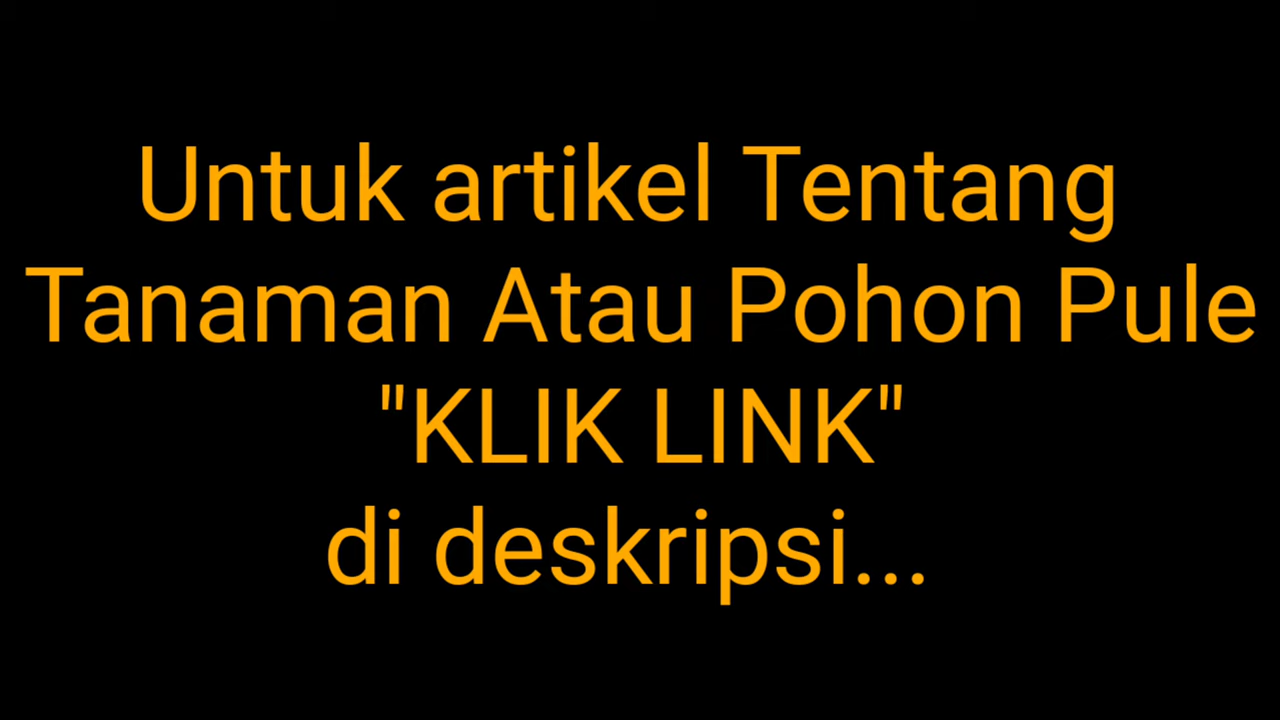 Untuk artikel Tentang
Tanaman Atau Pohon Pule
"KLIK LINK"
di deskripsi...